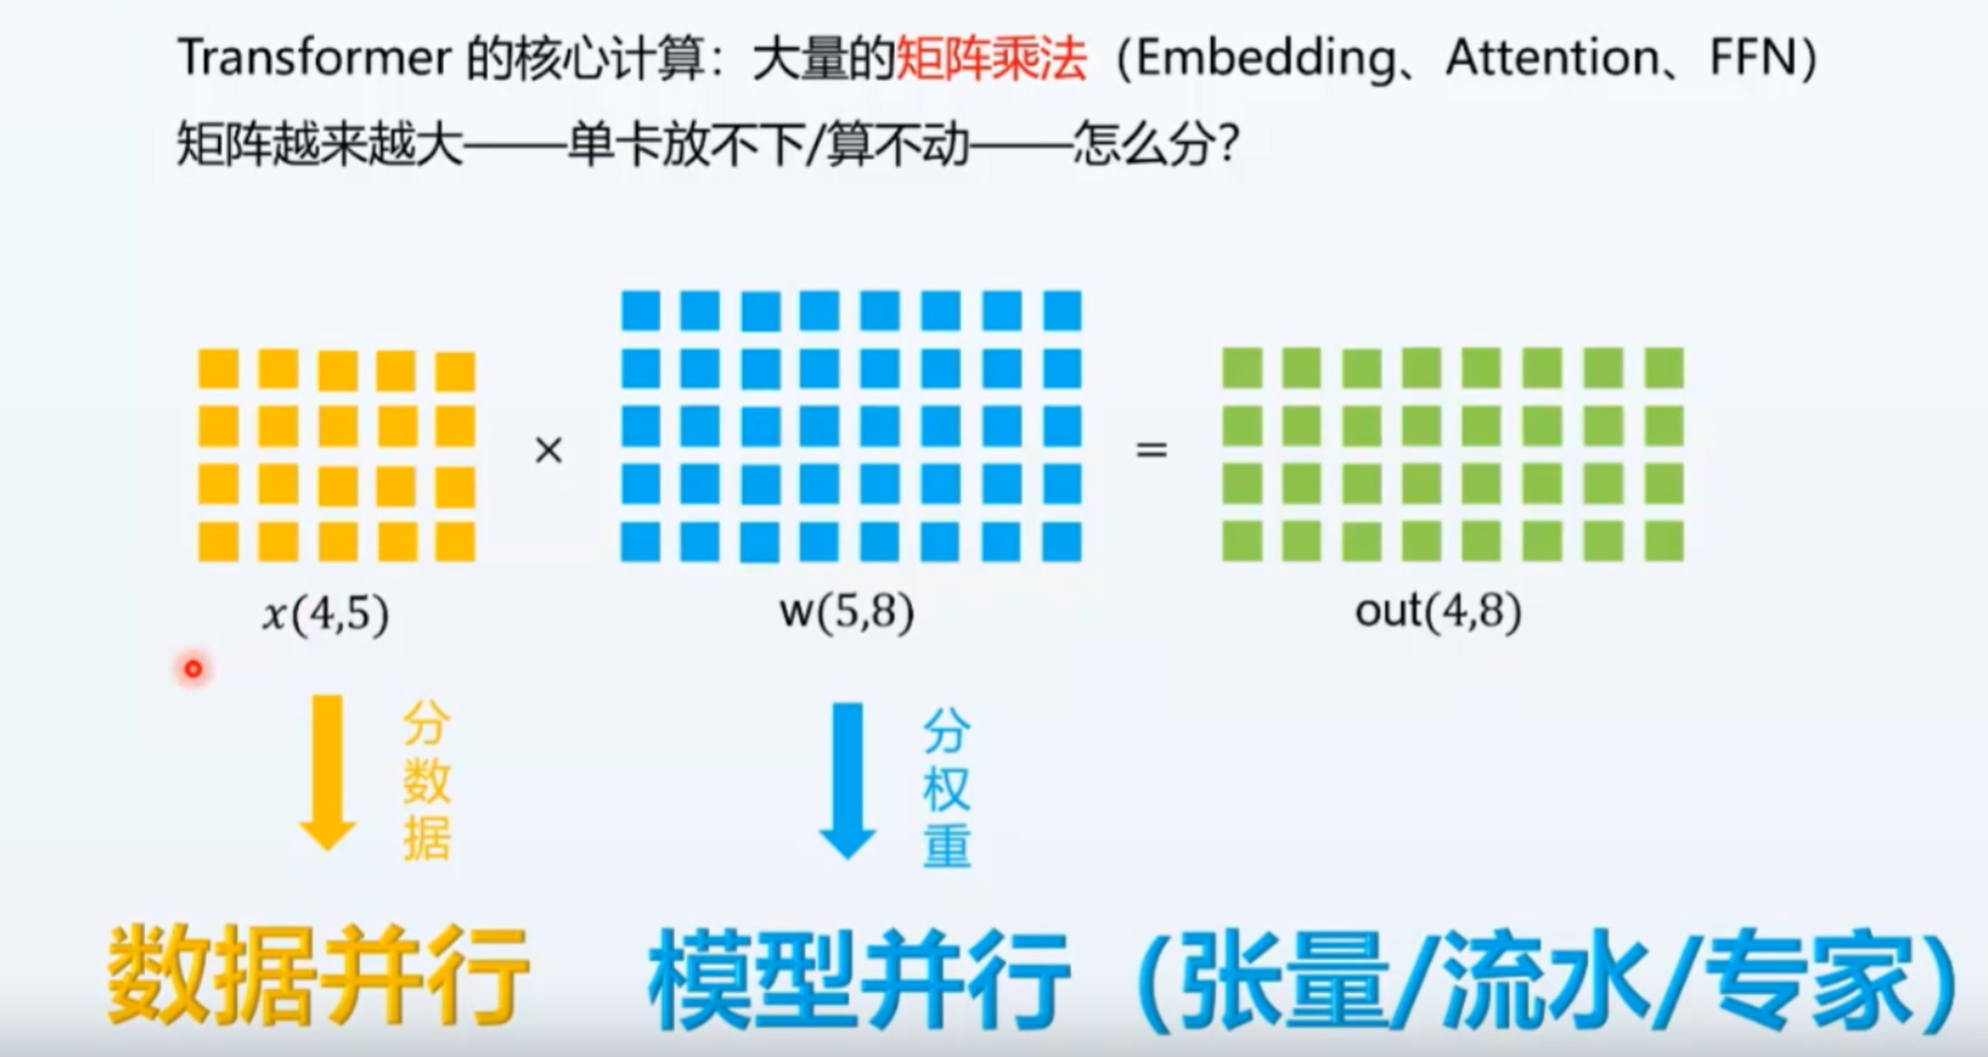 Transformer 的核心计算：大量的矩阵乘法（Embedding、Attention、FFN）
矩阵越来越大——单卡放不下/算不动——怎么分?
×
=
x(4,5)
w(5,8)
out(4,8)
分数据
分权重
数据并行
模型并行（张量/流水/专家）